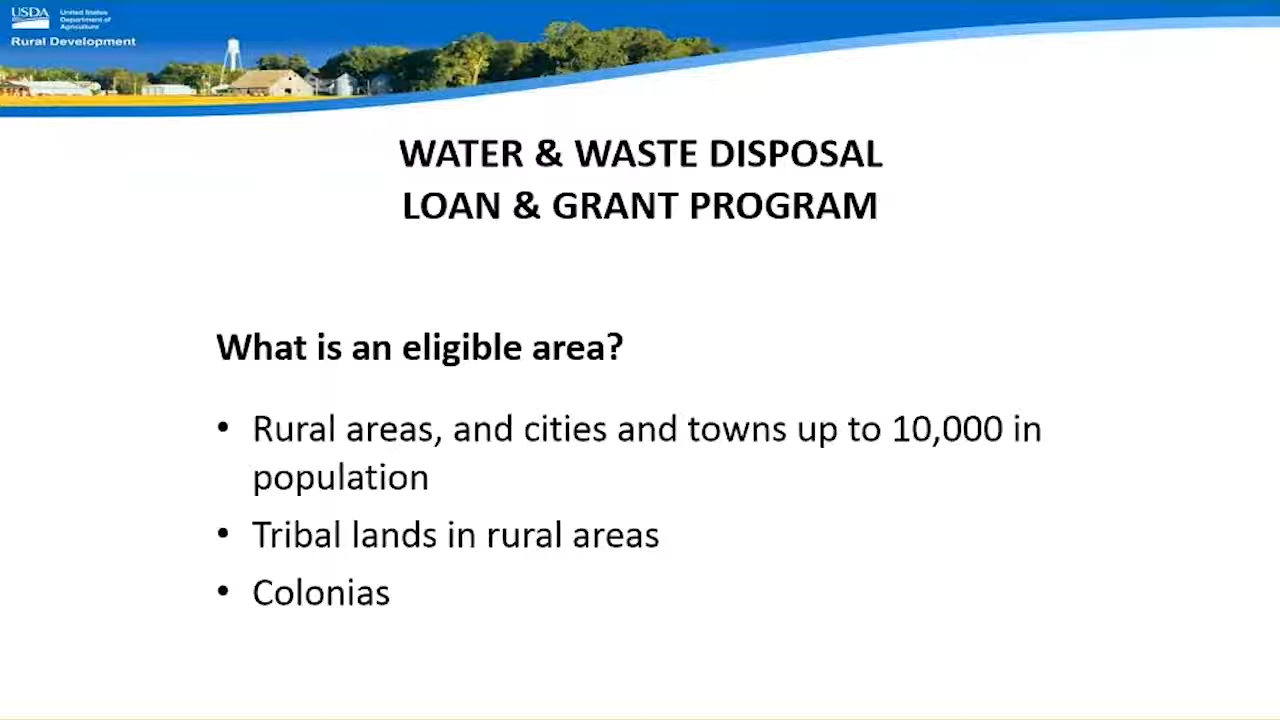 USDA
United States
Department of
Agriculture
Rural Development
WATER & WASTE DISPOSAL
LOAN & GRANT PROGRAM
What is an eligible area?
• Rural areas, and cities and towns up to 10,000 in
population
• Tribal lands in rural areas
• Colonias